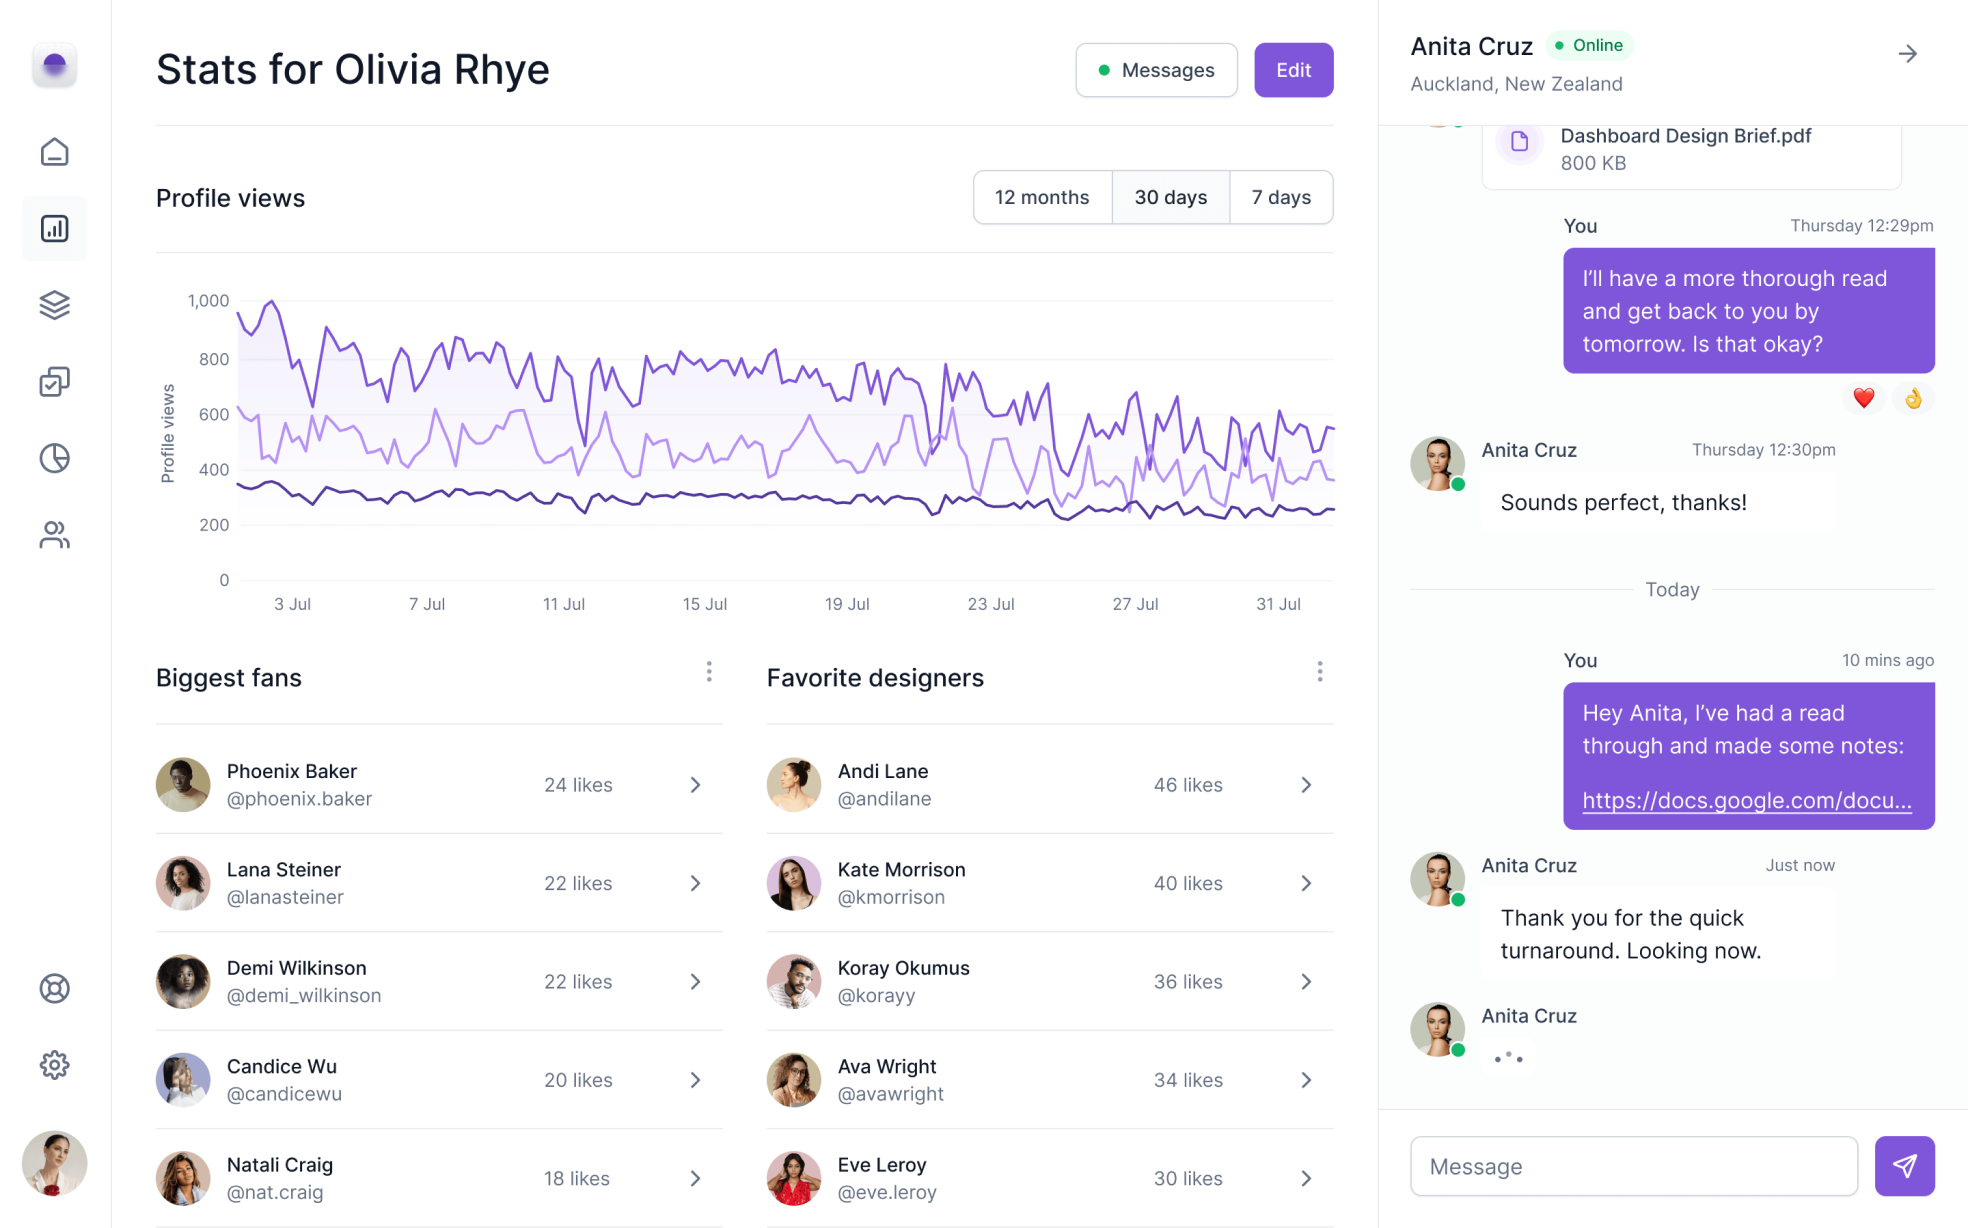 Stats for Olivia Rhye
Messages
Edit
Profile views
12 months
30 days
7 days
Profile views
1,000
800
600
400
200
0
3 Jul
7 Jul
11 Jul
15 Jul
19 Jul
23 Jul
27 Jul
31 Jul
Biggest fans
Phoenix Baker
@phoenix.baker
24 likes
Lana Steiner
@lanasteiner
22 likes
Demi Wilkinson
@demi_wilkinson
22 likes
Candice Wu
@candicewu
20 likes
Natali Craig
@nat.craig
18 likes
Favorite designers
Andi Lane
@andilane
46 likes
Kate Morrison
@kmorrison
40 likes
Koray Okumus
@korayy
36 likes
Ava Wright
@avawright
34 likes
Eve Leroy
@eve.leroy
30 likes
Anita Cruz
Online
Auckland, New Zealand
Dashboard Design Brief.pdf
800 KB
You
Thursday 12:29pm
I’ll have a more thorough read
and get back to you by
tomorrow. Is that okay?
Anita Cruz
Thursday 12:30pm
Sounds perfect, thanks!
Today
You
10 mins ago
Hey Anita, I’ve had a read
through and made some notes:
https://docs.google.com/docu...
Anita Cruz
Just now
Thank you for the quick
turnaround. Looking now.
Anita Cruz
Message